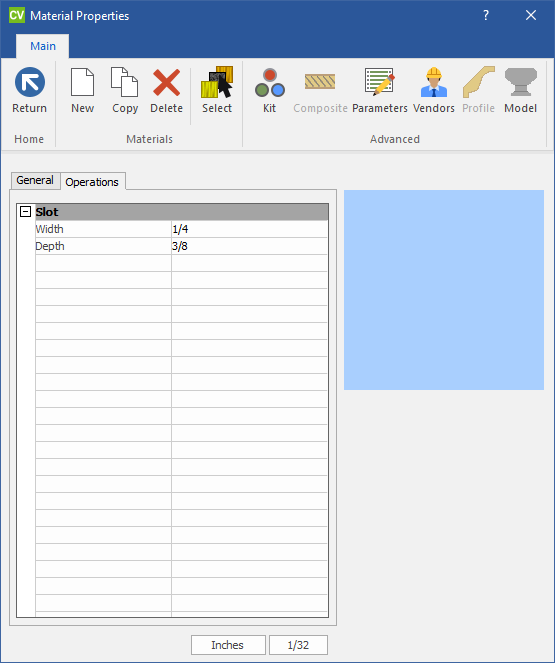 CV Material Properties ?
Main
Return New Copy Delete Select Kit Composite Parameters Vendors Profile Model
Home Materials Advanced
General Operations
Slot
Width 1/4
Depth 3/8
Inches 1/32